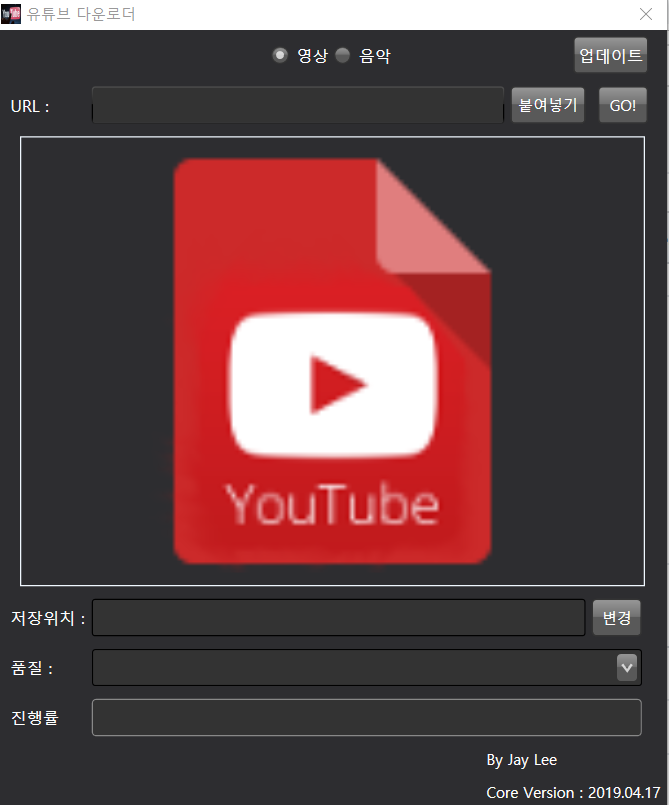 유튜브 다운로더
영상 음악 업데이트
URL : 붙여넣기 GO!
YouTube
저장위치 : 변경
품질 :
진행률
By Jay Lee
Core Version : 2019.04.17